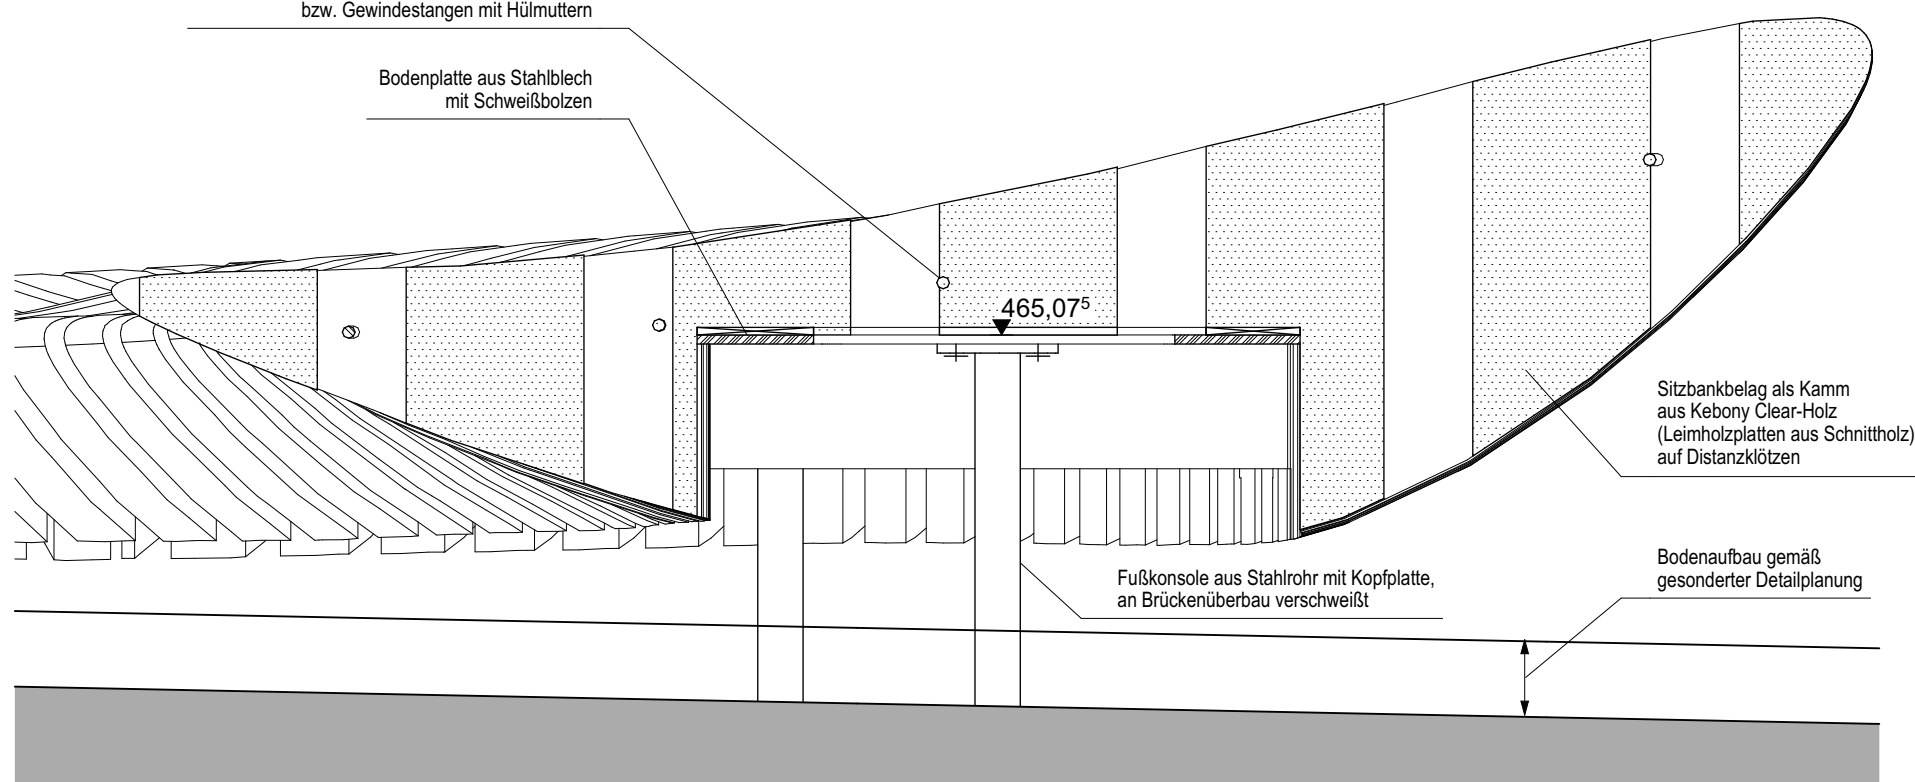 bzw. Gewindestangen mit Hülmuttern
Bodenplatte aus Stahlblech
mit Schweißbolzen
465,07⁵
Sitzbankbelag als Kamm
aus Kebony Clear-Holz
(Leimholzplatten aus Schnittholz)
auf Distanzklötzen
Fußkonsole aus Stahlrohr mit Kopfplatte,
an Brückenüberbau verschweißt
Bodenaufbau gemäß
gesonderter Detailplanung